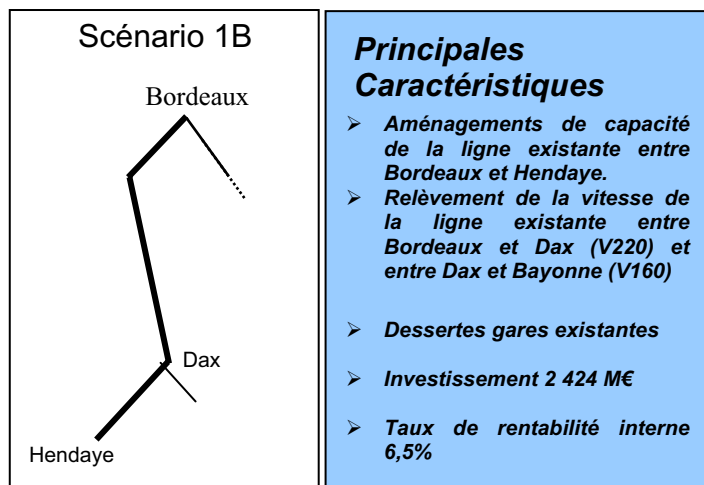 Scénario 1B
Bordeaux
Dax
Hendaye
Principales
Caractéristiques
➢ Aménagements de capacité
de la ligne existante entre
Bordeaux et Hendaye.
➢ Relèvement de la vitesse de
la ligne existante entre
Bordeaux et Dax (V220) et
entre Dax et Bayonne (V160)
➢ Dessertes gares existantes
➢ Investissement 2 424 M€
➢ Taux de rentabilité interne
6,5%